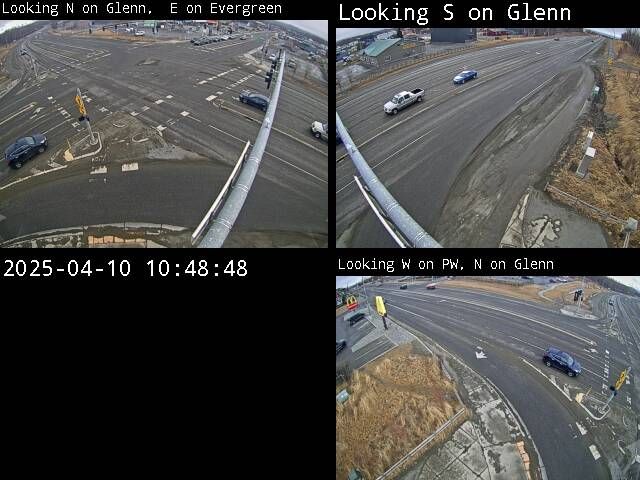 Looking N on Glenn,  E on Evergreen
Looking S on Glenn
2025-04-10 10:48:48
Looking W on PW, N on Glenn